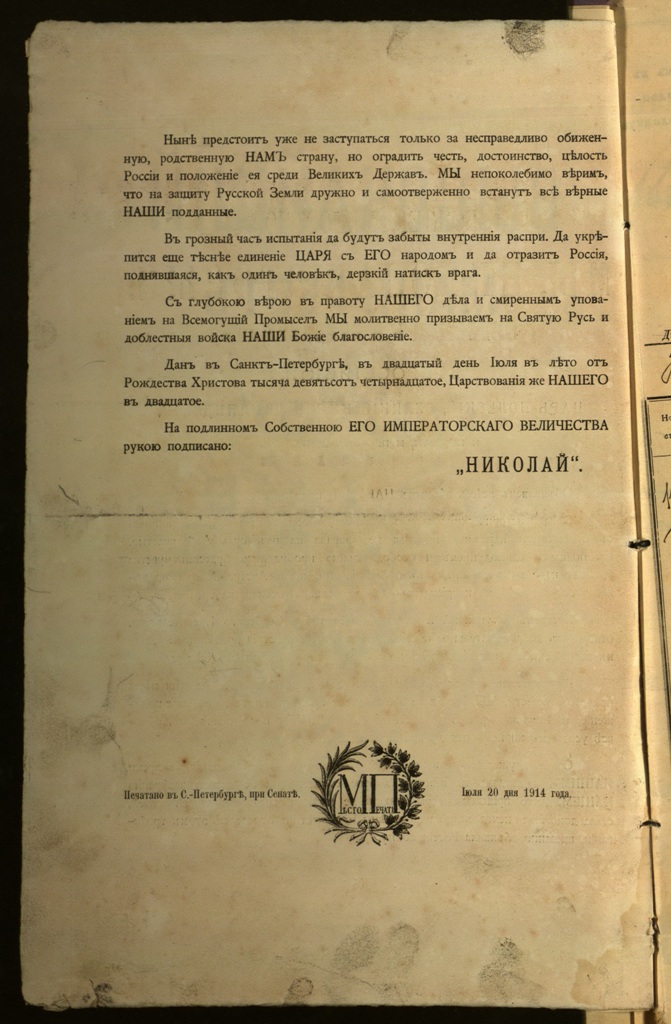 Нынѣ предстоитъ уже не заступаться только за несправедливо обижен-
ную, родственную НАМЪ страну, но оградить честь, достоинство, цѣлость
Россіи и положеніе ея среди Великихъ Державъ. МЫ непоколебимо вѣримъ,
что на защиту Русской Земли дружно и самоотверженно встанутъ всѣ вѣрные
НАШИ подданные.
Въ грозный часъ испытанія да будутъ забыты внутреннія распри. Да укрѣ-
пится еще тѣснѣе единеніе ЦАРЯ съ ЕГО народомъ и да отразитъ Россія,
поднявшаяся, какъ одинъ человѣкъ, дерзкій натискъ врага.
Съ глубокою вѣрою въ правоту НАШЕГО дѣла и смиреннымъ упова-
ніемъ на Всемогущій Промыселъ МЫ молитвенно призываемъ на Святую Русь и
доблестныя войска НАШИ Божіе благословеніе.
Данъ въ Санктъ-Петербургѣ, въ двадцатый день Іюля въ лѣто отъ
Рождества Христова тысяча девятьсотъ четырнадцатое, Царствованія же НАШЕГО
въ двадцатое.
На подлинномъ Собственною ЕГО ИМПЕРАТОРСКАГО ВЕЛИЧЕСТВА
рукою подписано:
„НИКОЛАЙ“.
Печатано въ С.-Петербургѣ, при Сенатѣ.
МѢСТО ПЕЧАТИ
Іюля 20 дня 1914 года.